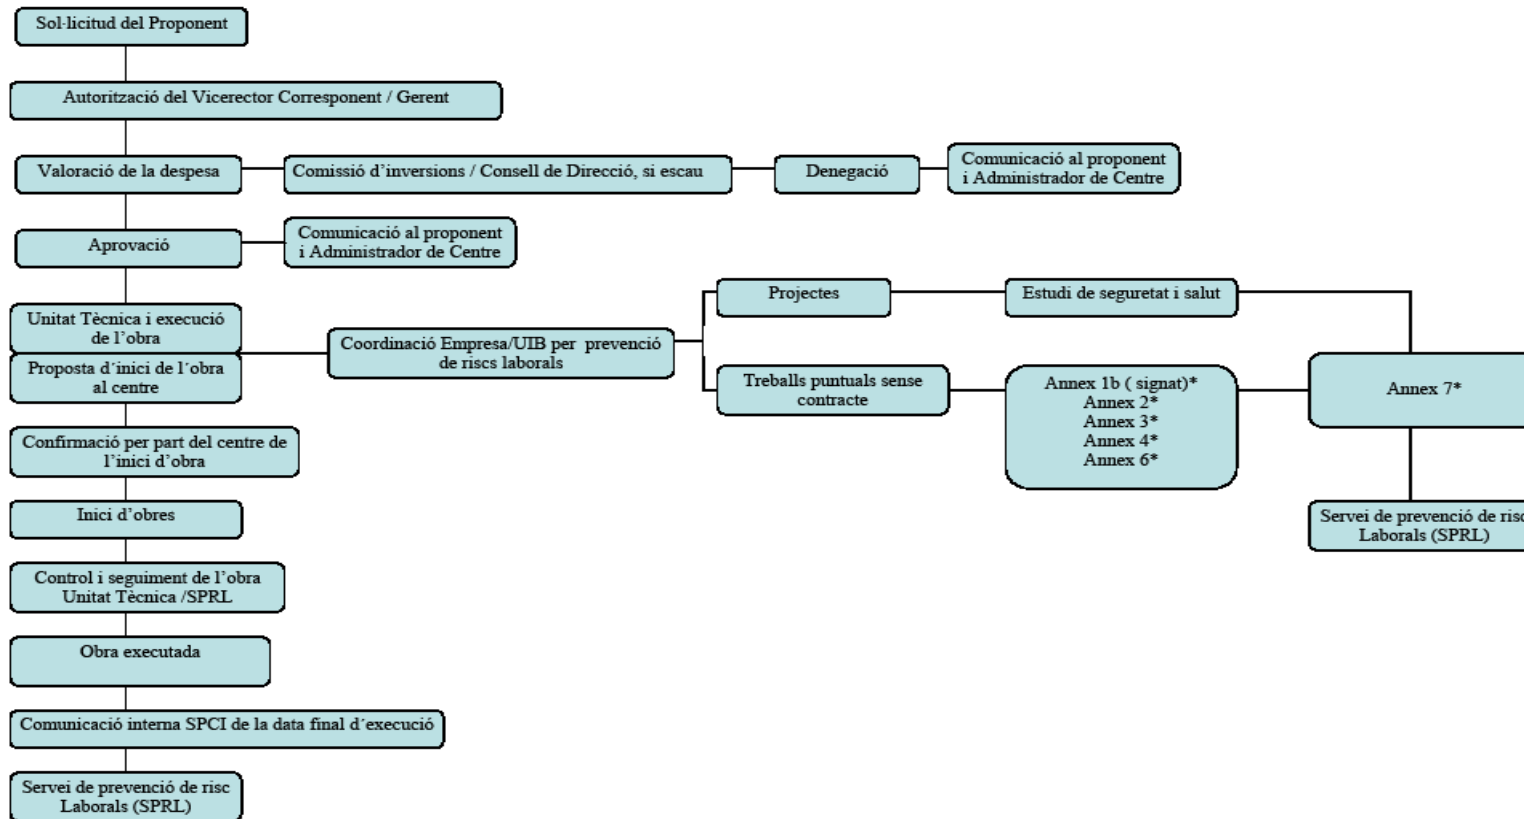 Sol·licitud del Proponent
Autorització del Vicerector Corresponent / Gerent
Valoració de la despesa
Comissió d’inversions / Consell de Direcció, si escau
Denegació
Comunicació al proponent
i Administrador de Centre
Aprovació
Comunicació al proponent
i Administrador de Centre
Unitat Tècnica i execució
de l’obra
Proposta d´inici de l´obra
al centre
Coordinació Empresa/UIB per prevenció
de riscs laborals
Projectes
Estudi de seguretat i salut
Treballs puntuals sense
contracte
Annex 1b ( signat)*
Annex 2*
Annex 3*
Annex 4*
Annex 6*
Annex 7*
Servei de prevenció de risc
Laborals (SPRL)
Confirmació per part del centre de
l’inici d’obra
Inici d’obres
Control i seguiment de l’obra
Unitat Tècnica /SPRL
Obra executada
Comunicació interna SPCI de la data final d´execució
Servei de prevenció de risc
Laborals (SPRL)